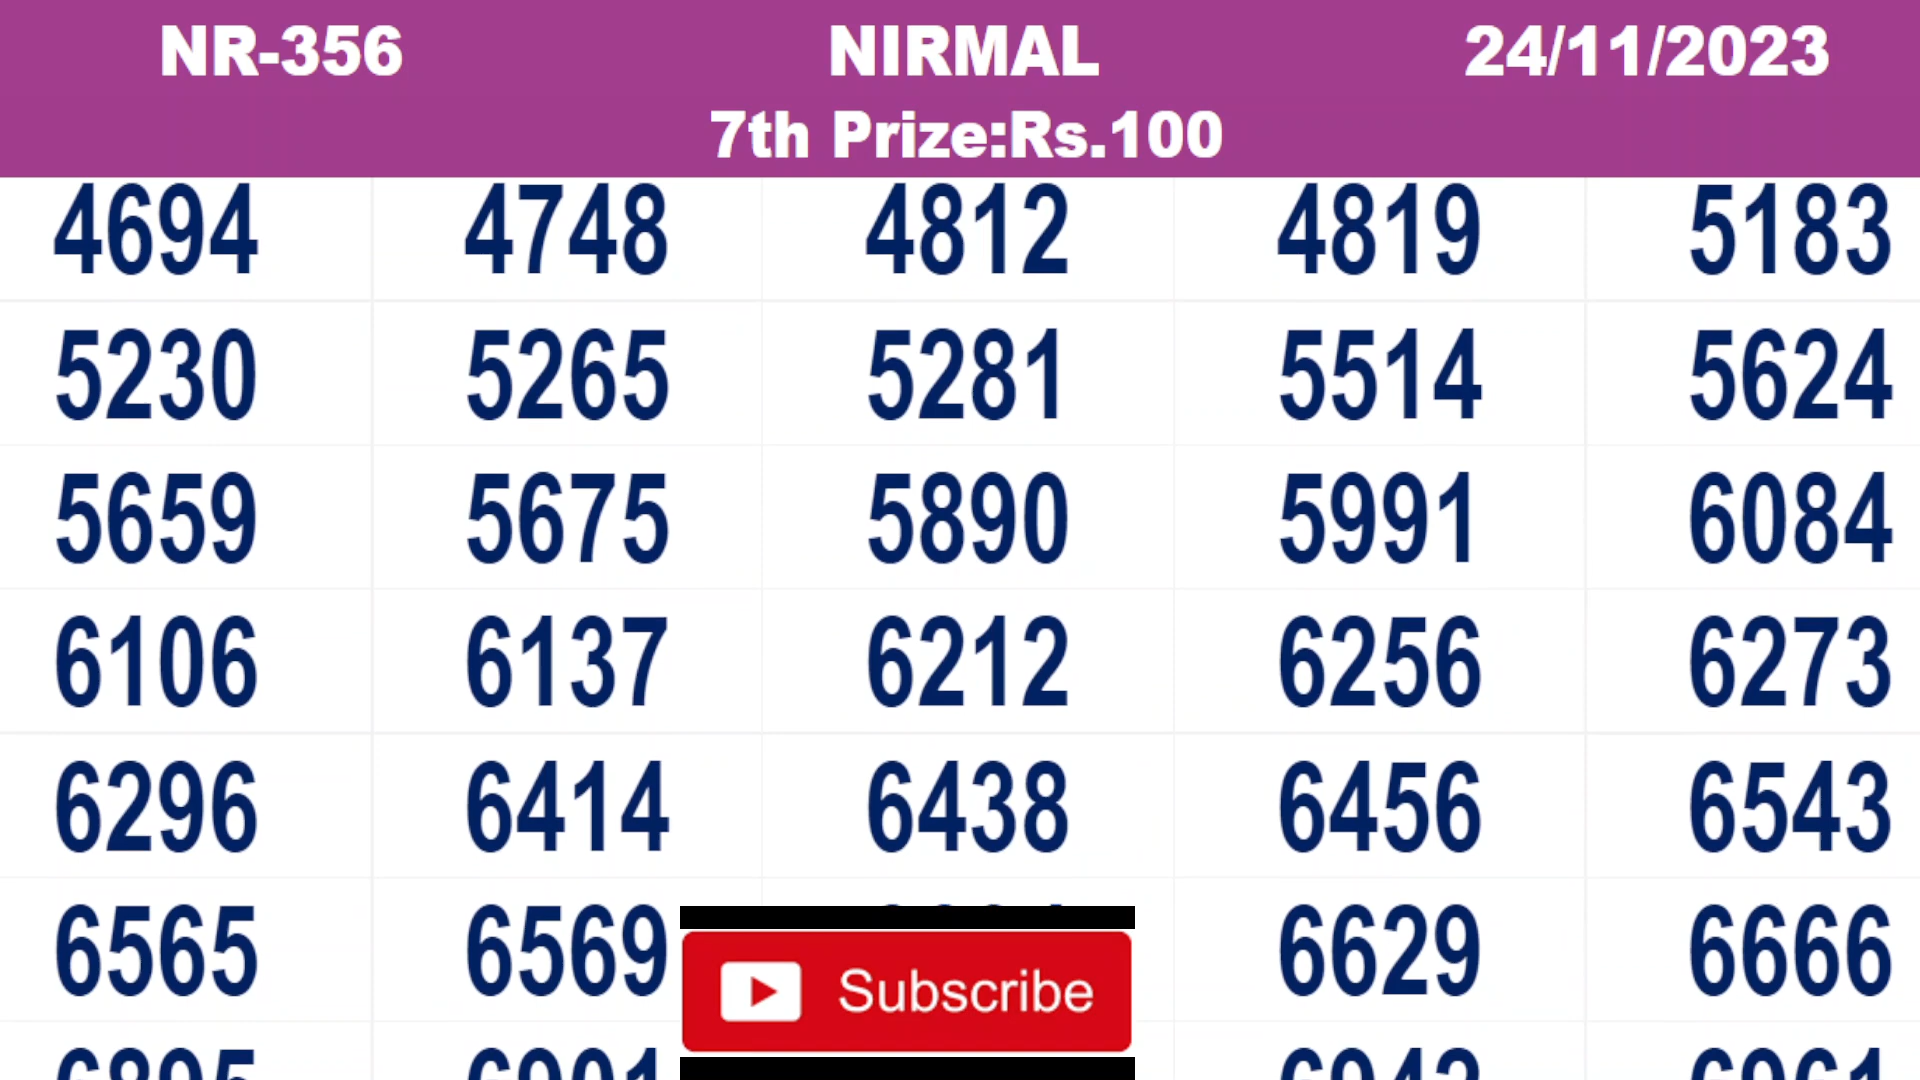 NR-356 NIRMAL 24/11/2023
7th Prize:Rs.100
4694 4748 4812 4819 5183
5230 5265 5281 5514 5624
5659 5675 5890 5991 6084
6106 6137 6212 6256 6273
6296 6414 6438 6456 6543
6565 6569 6629 6666
Subscribe